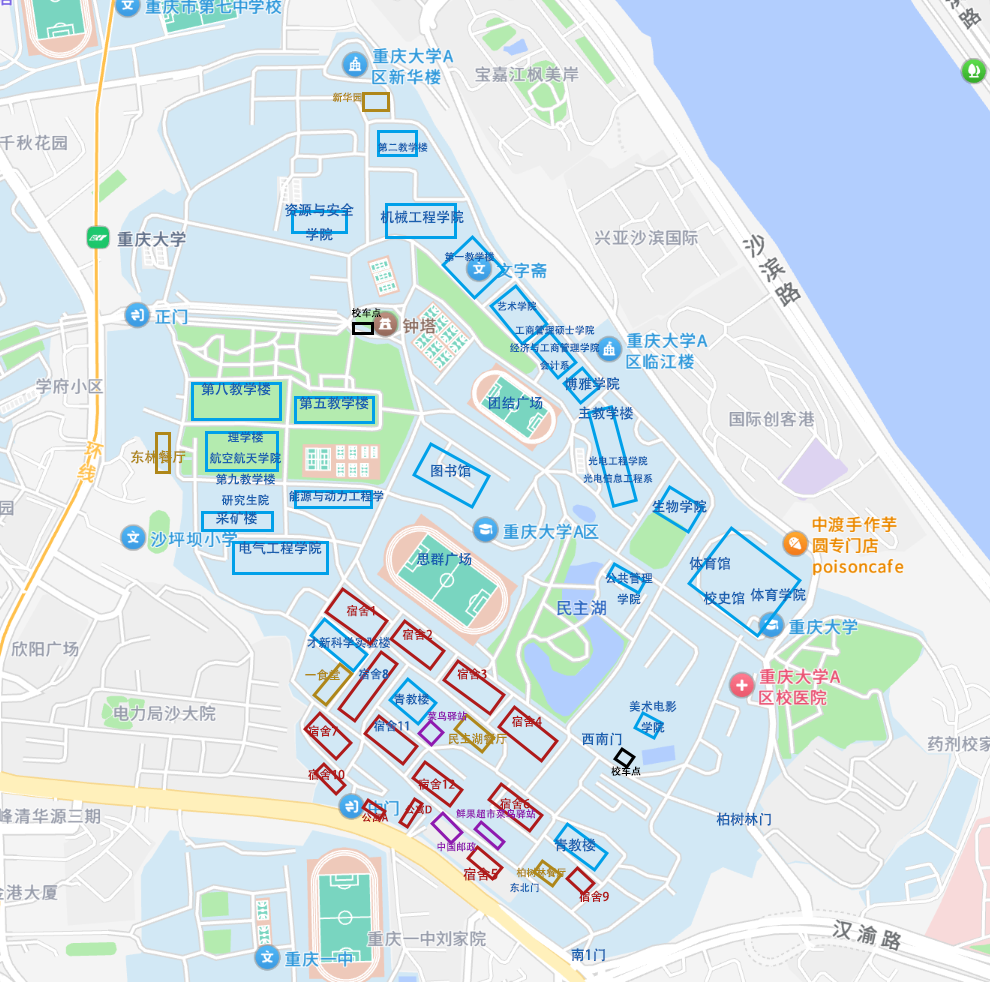 重庆市第七中学校
重庆大学A
区新华楼
宝嘉江枫美岸
新华园
千秋花园
第二教学楼
资源与安全
学院
机械工程学院
重庆大学
兴亚沙滨国际
沙滨路
第一教学楼
文字斋
正门
校车点
钟塔
艺术学院
工商管理硕士学院
经济与工商管理学院
会计系
重庆大学A
区临江楼
学府小区
博雅学院
第八教学楼
第五教学楼
团结广场
主教学楼
国际创客港
环线
理学楼
东林餐厅
航空航天学院
光电工程学院
光电信息工程系
图书馆
第九教学楼
研究生院
能源与动力工程学
生物学院
采矿楼
沙坪坝小学
重庆大学A区
中渡手作芋
圆专门店
poisoncafe
电气工程学院
思群广场
体育馆
公共管理
学院
校史馆
体育学院
民主湖
宿舍1
重庆大学
宿舍2
才新科学实验楼
欣阳广场
一食堂
宿舍8
宿舍3
重庆大学A
区校医院
青教楼
电力局沙大院
菜鸟驿站
美术电影
学院
宿舍7
宿舍11
宿舍4
民主湖餐厅
西南门
药剂校家
校车点
宿舍10
宿舍12
中门
公寓A
公寓D
宿舍6
鲜果超市菜鸟驿站
峰清华源三期
柏树林门
中国邮政
青教楼
宿舍5
柏树林餐厅
东北门
宿舍9
金港大厦
重庆一中刘家院
汉渝路
重庆一中
南1门